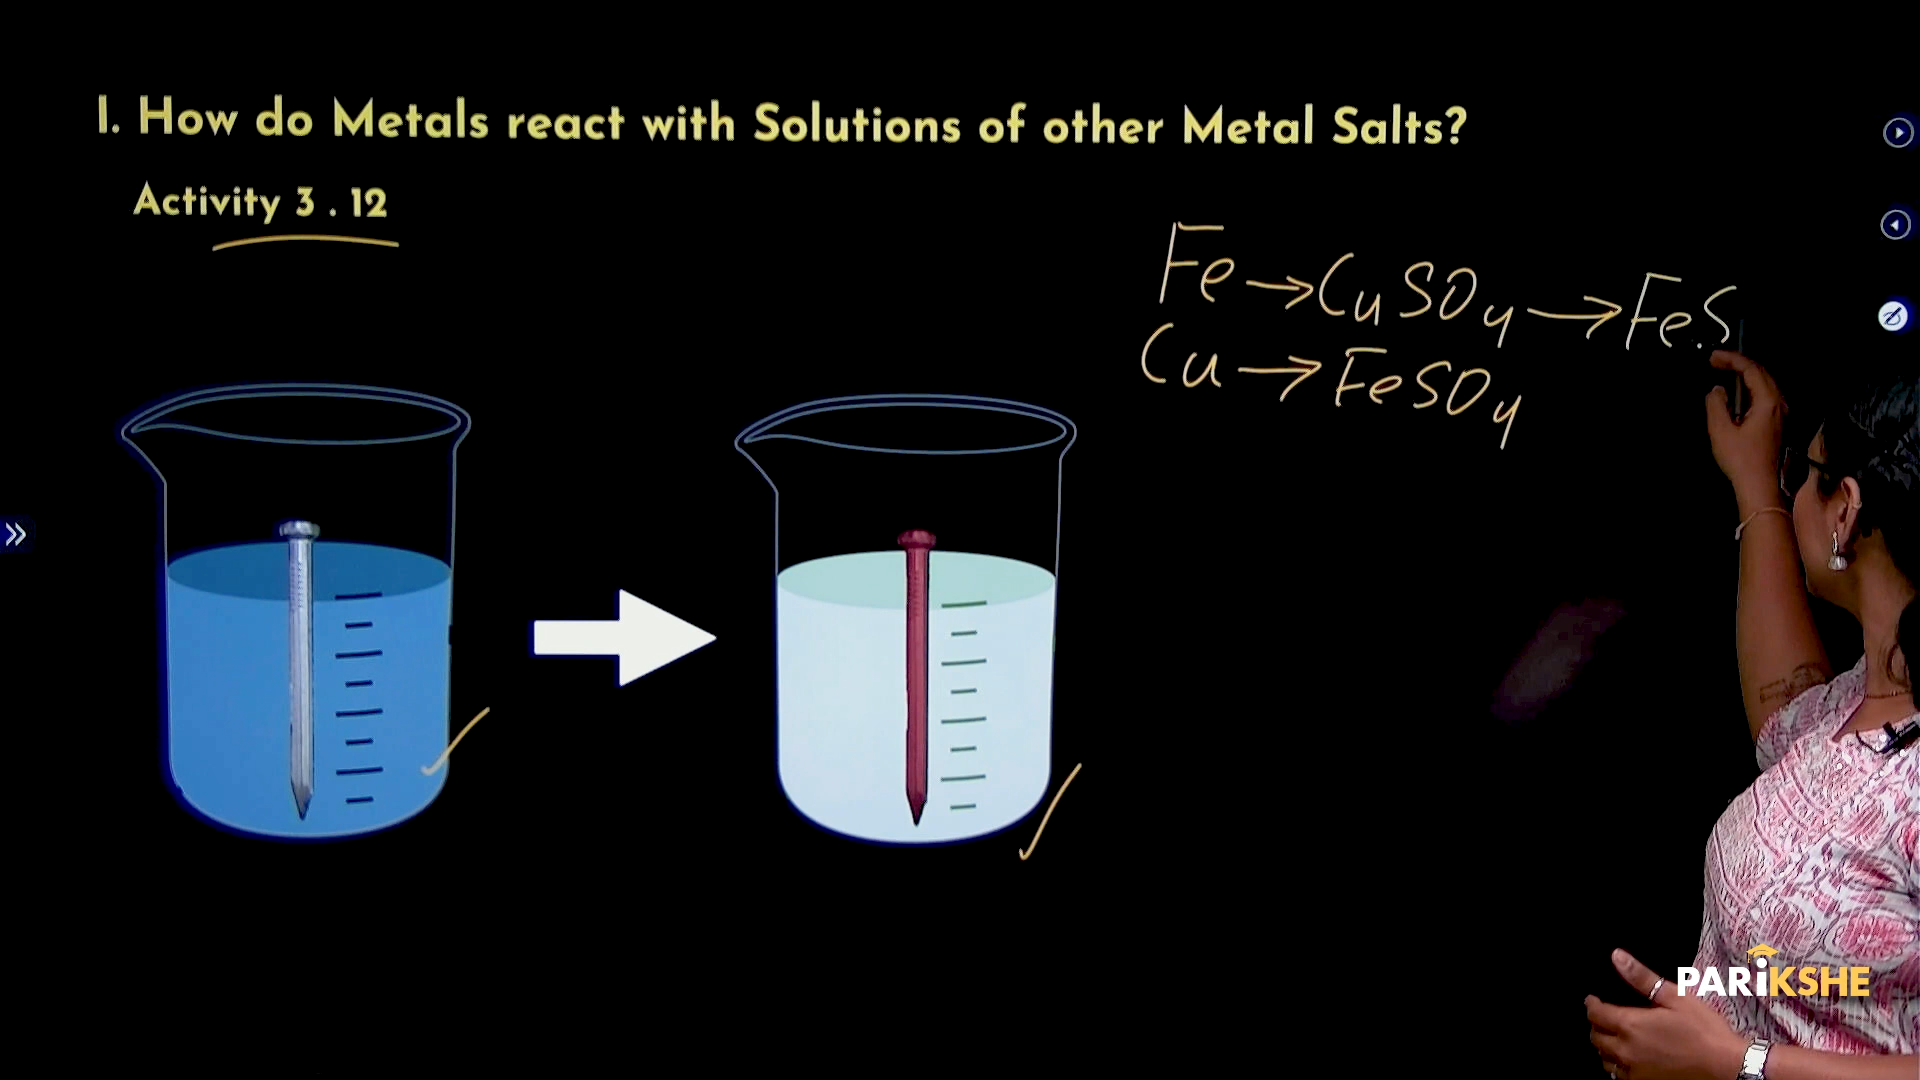 1. How do Metals react with Solutions of other Metal Salts?
Activity 3 . 12
Fe→CuSO4→FeS
Cu→FeSO4
PARiKSHE